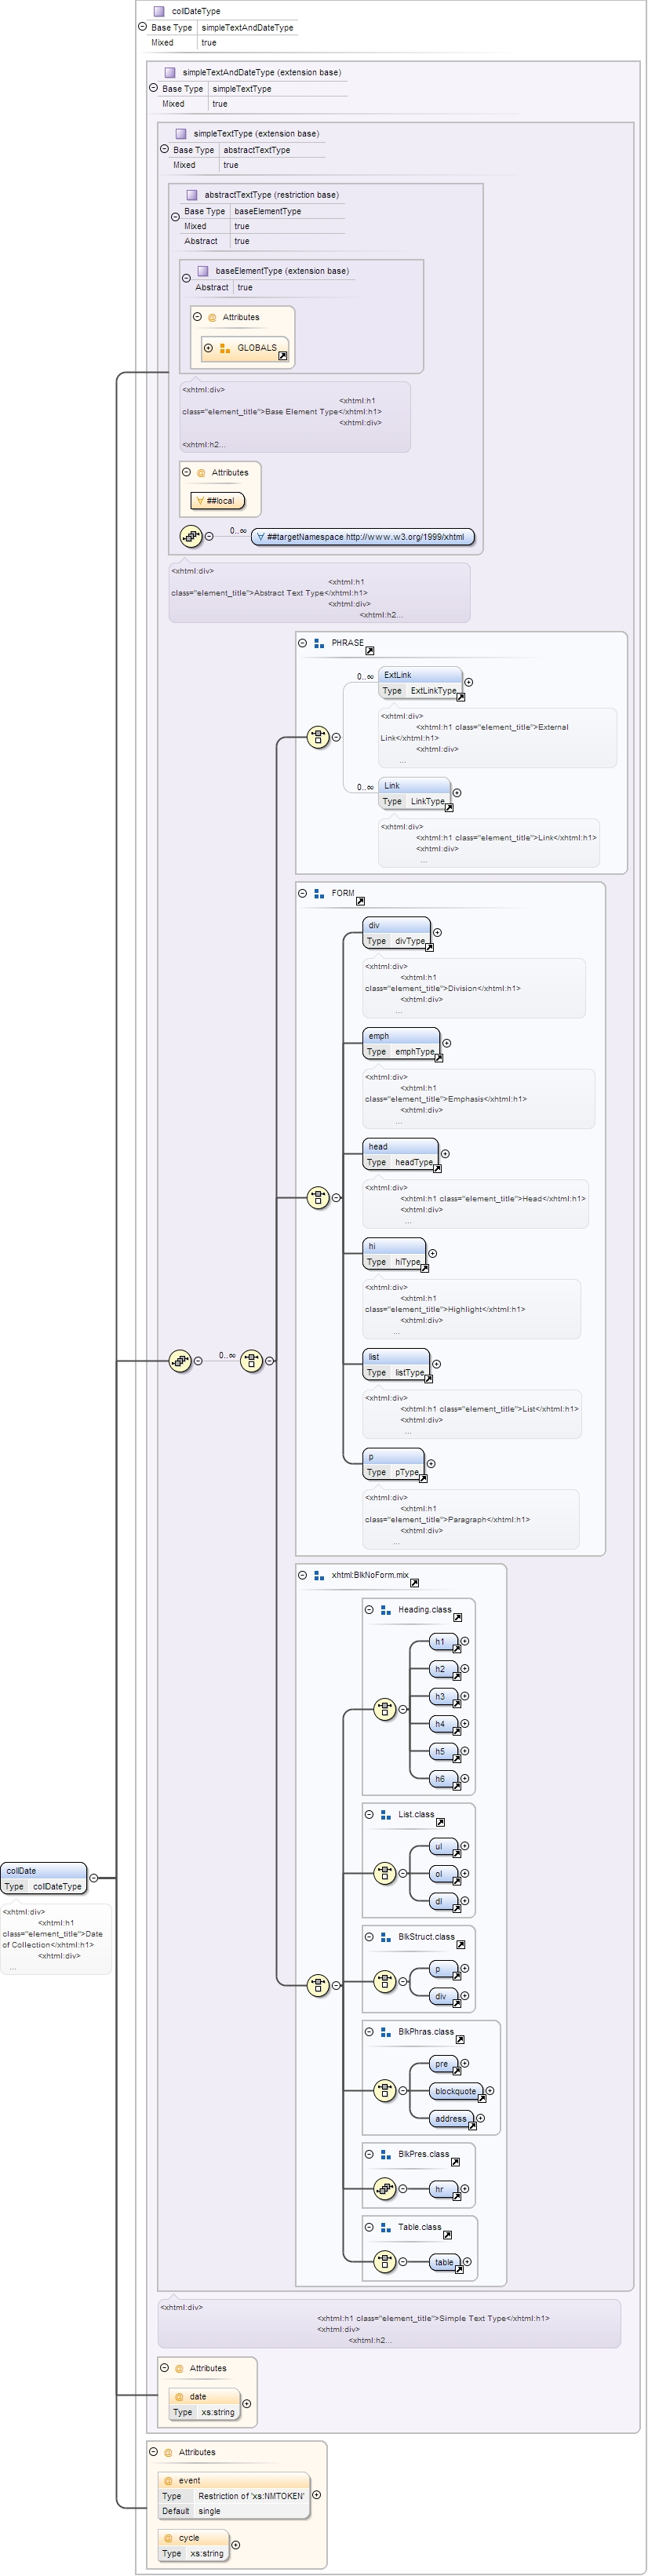 collDateType
Base Type simpleTextAndDateType
Mixed true
simpleTextAndDateType (extension base)
Base Type simpleTextType
Mixed true
simpleTextType (extension base)
Base Type abstractTextType
Mixed true
abstractTextType (restriction base)
Base Type baseElementType
Mixed true
Abstract true
baseElementType (extension base)
Abstract true
@ Attributes
GLOBALS
<xhtml:div>
<xhtml:h1
class="element_title">Base Element Type</xhtml:h1>
<xhtml:div>
<xhtml:h2...
@ Attributes
∀ ##local
0..∞
∀ ##targetNamespace http://www.w3.org/1999/xhtml
<xhtml:div>
<xhtml:h1
class="element_title">Abstract Text Type</xhtml:h1>
<xhtml:div>
<xhtml:h2...
PHRASE
0..∞
ExtLink
Type ExtLinkType
<xhtml:div>
<xhtml:h1 class="element_title">External
Link</xhtml:h1>
<xhtml:div>
...
0..∞
Link
Type LinkType
<xhtml:div>
<xhtml:h1 class="element_title">Link</xhtml:h1>
<xhtml:div>
...
FORM
div
Type divType
<xhtml:div>
<xhtml:h1
class="element_title">Division</xhtml:h1>
<xhtml:div>
...
emph
Type emphType
<xhtml:div>
<xhtml:h1
class="element_title">Emphasis</xhtml:h1>
<xhtml:div>
...
head
Type headType
<xhtml:div>
<xhtml:h1 class="element_title">Head</xhtml:h1>
<xhtml:div>
...
hi
Type hiType
<xhtml:div>
<xhtml:h1
class="element_title">Highlight</xhtml:h1>
<xhtml:div>
...
0..∞
list
Type listType
<xhtml:div>
<xhtml:h1 class="element_title">List</xhtml:h1>
<xhtml:div>
...
p
Type pType
<xhtml:div>
<xhtml:h1
class="element_title">Paragraph</xhtml:h1>
<xhtml:div>
...
xhtml:BlkNoForm.mix
Heading.class
h1
h2
h3
h4
h5
h6
List.class
ul
ol
dl
collDate
Type collDateType
<xhtml:div>
<xhtml:h1
class="element_title">Date
of Collection</xhtml:h1>
<xhtml:div>
...
BlkStruct.class
p
div
BlkPhras.class
pre
blockquote
address
BlkPres.class
hr
Table.class
table
<xhtml:div>
<xhtml:h1 class="element_title">Simple Text Type</xhtml:h1>
<xhtml:div>
<xhtml:h2...
@ Attributes
@ date
Type xs:string
@ Attributes
@ event
Type Restriction of 'xs:NMTOKEN'
Default single
@ cycle
Type xs:string